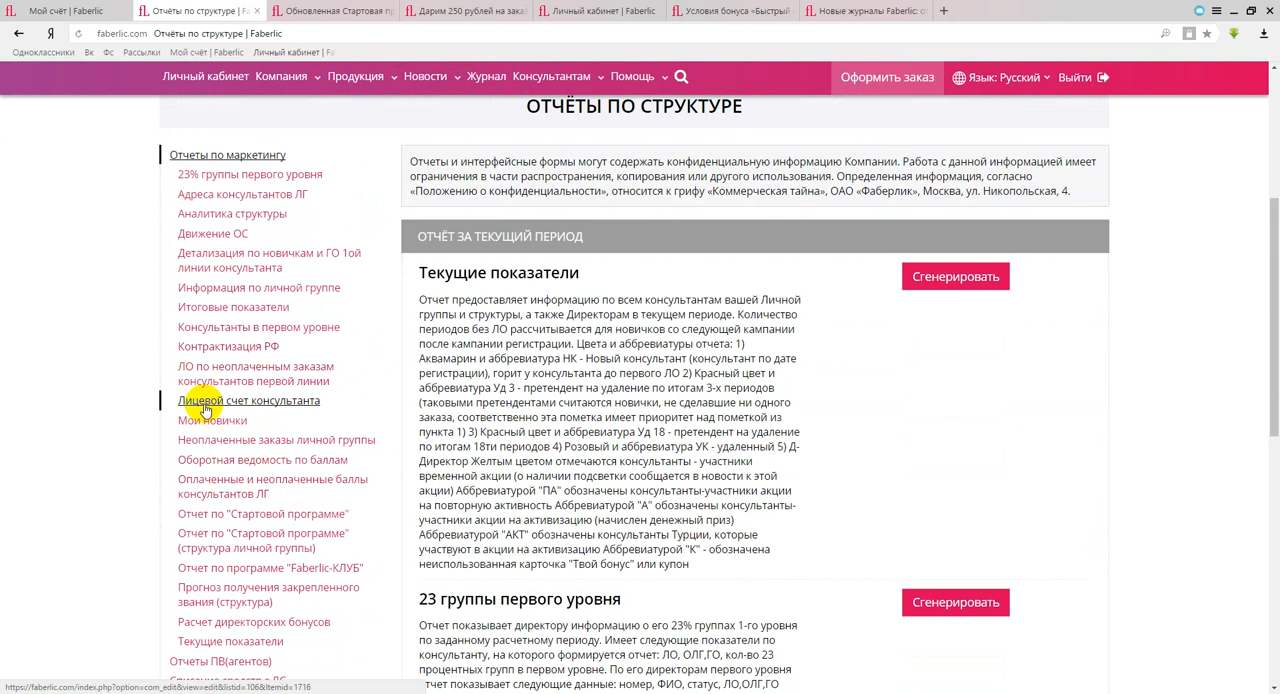 Мой счёт | Faberlic
Отчёты по структуре | Fa
Обновленная Стартовая пр
Дарим 250 рублей на зака
Личный кабинет | Faberlic
Условия бонуса «Быстрый
Новые журналы Faberlic: о
faberlic.com Отчёты по структуре | Faberlic
Одноклассники Вк Фс Рассылки Мой счёт | Faberlic Личный кабинет | Fa
Личный кабинет Компания Продукция Новости Журнал Консультантам Помощь Оформить заказ Язык: Русский Выйти
ОТЧЁТЫ ПО СТРУКТУРЕ
Отчеты по маркетингу
23% группы первого уровня
Адреса консультантов ЛГ
Аналитика структуры
Движение ОС
Детализация по новичкам и ГО 1ой
линии консультанта
Информация по личной группе
Итоговые показатели
Консультанты в первом уровне
Контрактизация РФ
ЛО по неоплаченным заказам
консультантов первой линии
Лицевой счет консультанта
Мои новички
Неоплаченные заказы личной группы
Оборотная ведомость по баллам
Оплаченные и неоплаченные баллы
консультантов ЛГ
Отчет по "Стартовой программе"
Отчет по "Стартовой программе"
(структура личной группы)
Отчет по программе "Faberlic-КЛУБ"
Прогноз получения закрепленного
звания (структура)
Расчет директорских бонусов
Текущие показатели
Отчеты ПВ(агентов)
Списание средств с ЛС
Отчеты и интерфейсные формы могут содержать конфиденциальную информацию Компании. Работа с данной информацией имеет
ограничения в части распространения, копирования или другого использования. Определенная информация, согласно
«Положению о конфиденциальности», относится к грифу «Коммерческая тайна», ОАО «Фаберлик», Москва, ул. Никопольская, 4.
ОТЧЁТ ЗА ТЕКУЩИЙ ПЕРИОД
Текущие показатели
Сгенерировать
Отчет предоставляет информацию по всем консультантам вашей Личной
группы и структуры, а также Директорам в текущем периоде. Количество
периодов без ЛО рассчитывается для новичков со следующей кампании
после кампании регистрации. Цвета и аббревиатуры отчета: 1)
Аквамарин и аббревиатура НК - Новый консультант (консультант по дате
регистрации), горит у консультанта до первого ЛО 2) Красный цвет и
аббревиатура Уд 3 - претендент на удаление по итогам 3-х периодов
(таковыми претендентами считаются новички, не сделавшие ни одного
заказа, соответственно эта пометка имеет приоритет над пометкой из
пункта 1) 3) Красный цвет и аббревиатура Уд 18 - претендент на удаление
по итогам 18ти периодов 4) Розовый и аббревиатура УК - удаленный 5) Д-
Директор Желтым цветом отмечаются консультанты - участники
временной акции (о наличии подсветки сообщается в новости к этой
акции) Аббревиатурой "ПА" обозначены консультанты-участники акции
на повторную активность Аббревиатурой "А" обозначены консультанты-
участники акции на активизацию (начислен денежный приз)
Аббревиатурой "АКТ" обозначены консультанты Турции, которые
участвуют в акции на активизацию Аббревиатурой "К" - обозначена
неиспользованная карточка "Твой бонус" или купон
23 группы первого уровня
Сгенерировать
Отчет показывает директору информацию о его 23% группах 1-го уровня
по заданному расчетному периоду. Имеет следующие показатели по
консультанту, на которого формируется отчет: ЛО, ОЛГ,ГО, кол-во 23
процентных групп в первом уровне. По его директорам первого уровня
отчет показывает следующие данные: номер, ФИО, статус, ЛО,ОЛГ,ГО
https://faberlic.com/index.php?option=com_edit&view=edit&listid=106&Itemid=1716